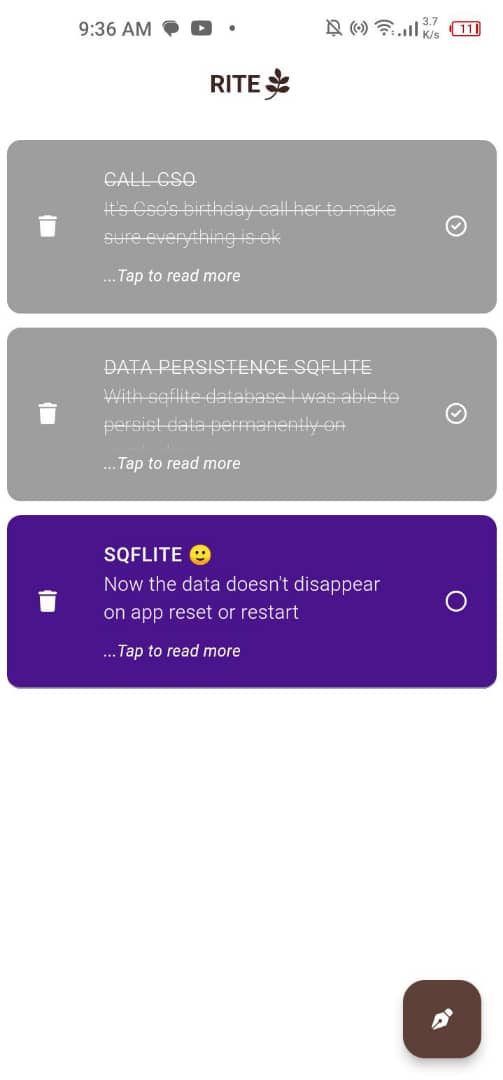 9:36 AM
3.7
K/s
11
RITE
CALL CSO
It's Cso's birthday call her to make
sure everything is ok
...Tap to read more
DATA PERSISTENCE SQFLITE
With sqflite database I was able to
persist data permanently on
...Tap to read more
SQFLITE 🙂
Now the data doesn't disappear
on app reset or restart
...Tap to read more